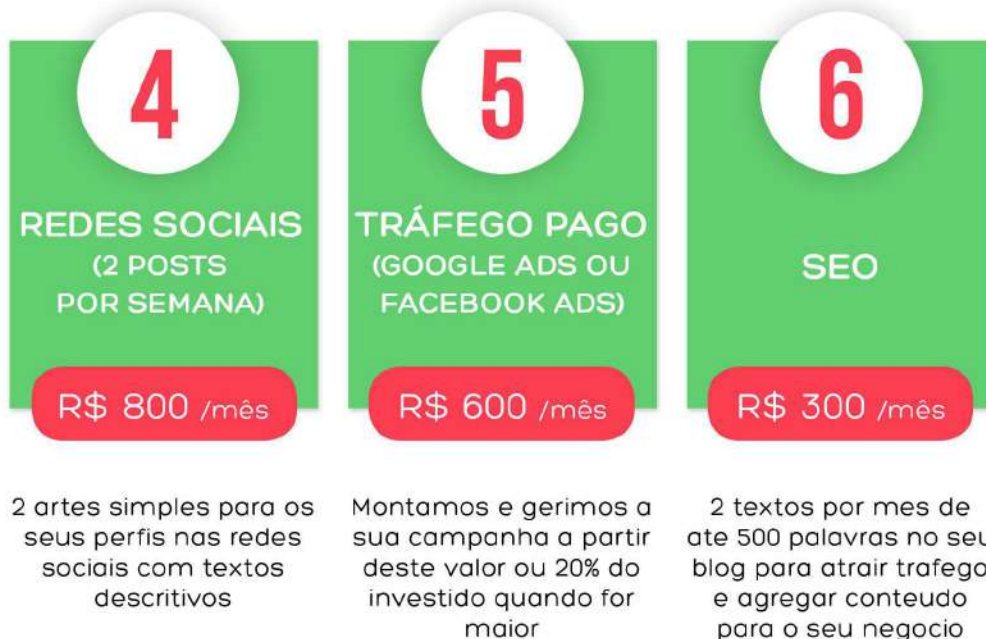 4
REDES SOCIAIS
(2 POSTS
POR SEMANA)
R$ 800 /mês
2 artes simples para os
seus perfis nas redes
sociais com textos
descritivos
5
TRÁFEGO PAGO
(GOOGLE ADS OU
FACEBOOK ADS)
R$ 600 /mês
Montamos e gerimos a
sua campanha a partir
deste valor ou 20% do
investido quando for
maior
6
SEO
R$ 300 /mês
2 textos por mes de
ate 500 palavras no seu
blog para atrair trafego
e agregar conteudo
para o seu negocio